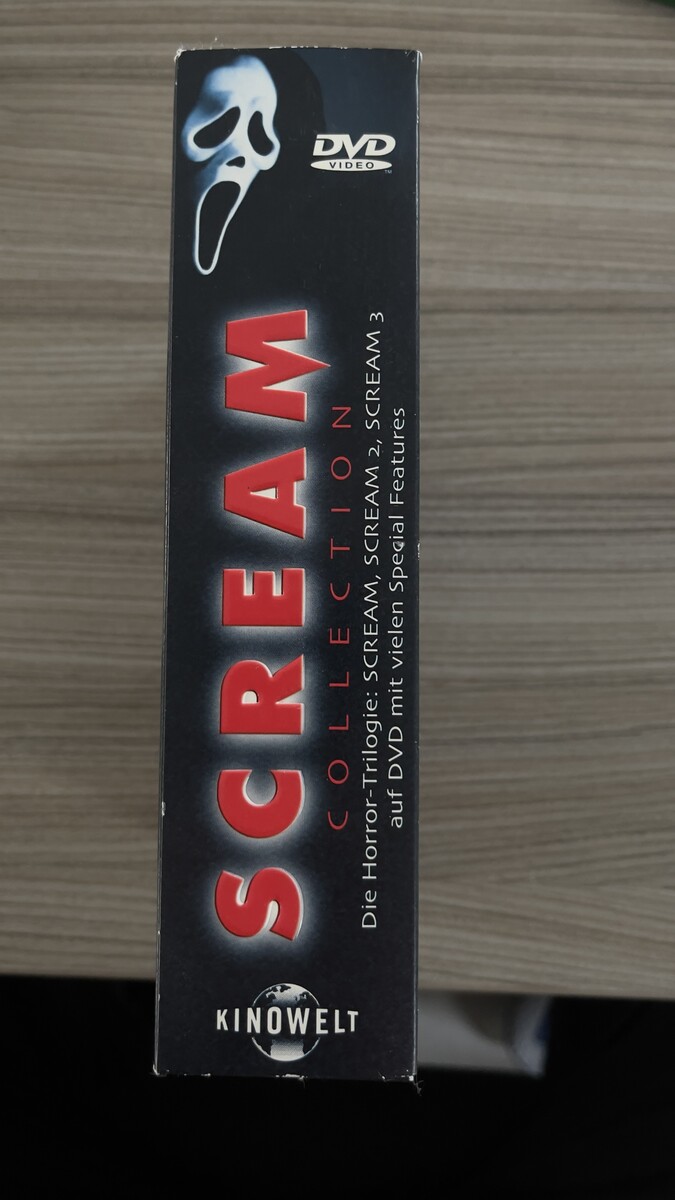 DVD
VIDEO
TM
SCREAM
COLLECTION
Die Horror-Trilogie: SCREAM, SCREAM 2, SCREAM 3
auf DVD mit vielen Special Features
KINOWELT